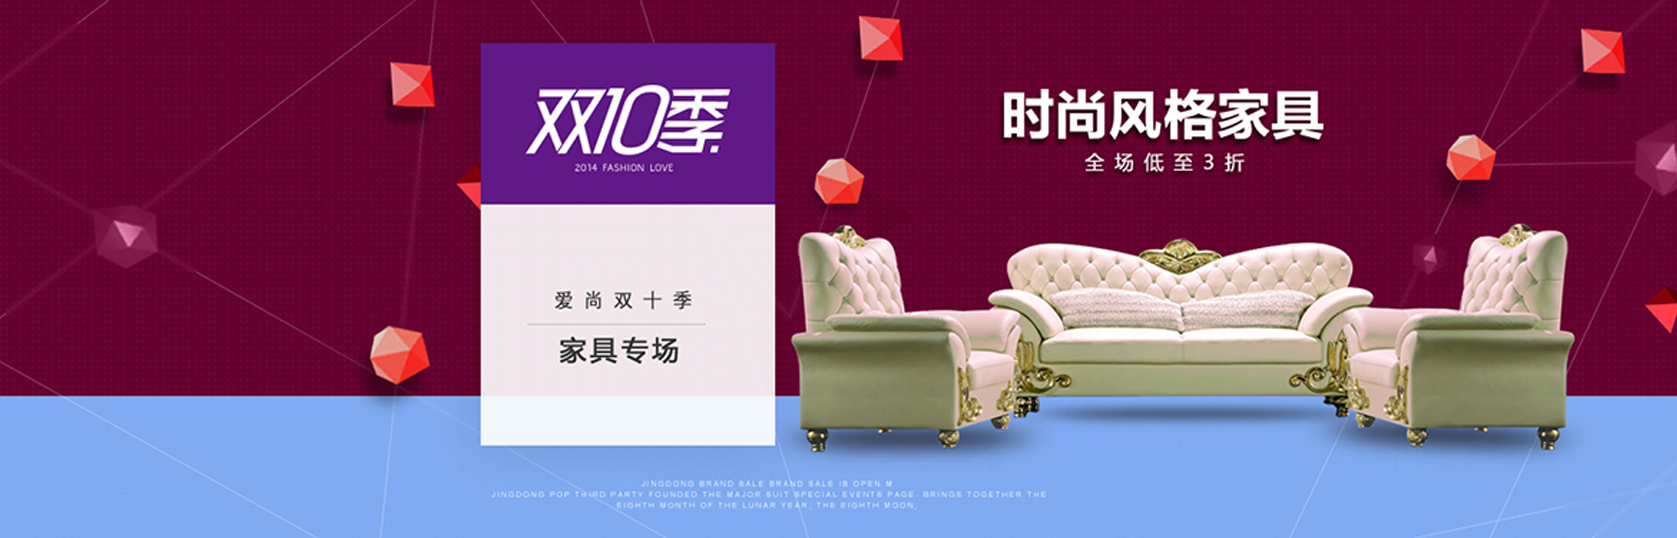 双10季
2014 FASHION LOVE
爱尚双十季
家具专场
时尚风格家具
全场低至3折
JINGDONG BRAND SALE BRAND SALE IS OPEN M
JINGDONG POP THIRD PARTY FOUNDED THE MAJOR SUIT SPECIAL EVENTS PAGE. BRINGS TOGETHER THE
EIGHTH MONTH OF THE LUNAR YEAR; THE EIGHTH MOON;